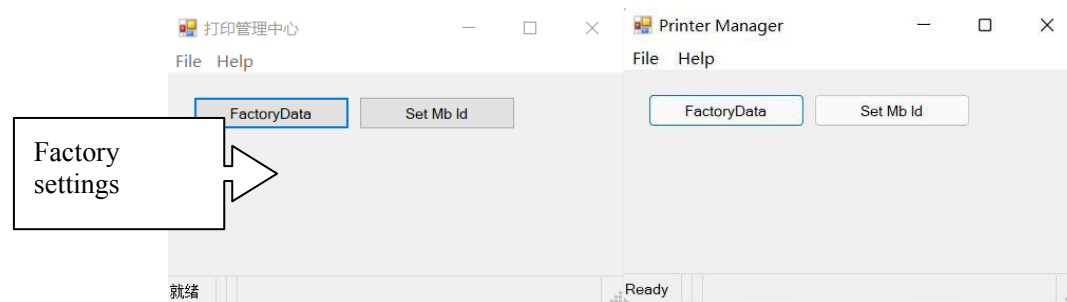 打印管理中心
File Help
FactoryData Set Mb Id
Factory
settings
就绪
Printer Manager
File Help
FactoryData Set Mb Id
Ready